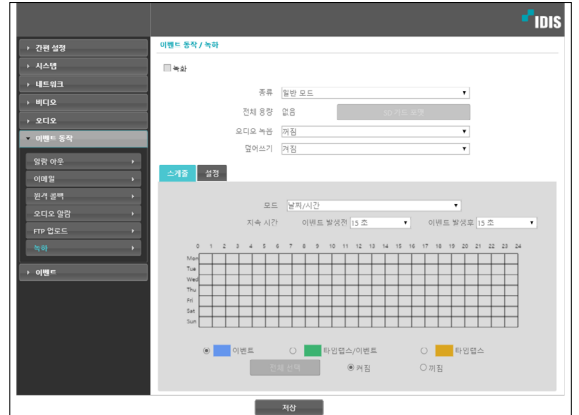 IDIS
간편 설정
시스템
네트워크
비디오
오디오
이벤트 동작
알람 아웃
이메일
원격 콜백
오디오 알람
FTP 업로드
녹화
이벤트
이벤트 동작 / 녹화
녹화
종류 일반 모드
전체 용량 없음
오디오 녹음 꺼짐
덮어쓰기 켜짐
스케줄 설정
모드 날짜/시간
지속 시간 이벤트 발생전 15 초 이벤트 발생후 15 초
0 1 2 3 4 5 6 7 8 9 10 11 12 13 14 15 16 17 18 19 20 21 22 23 24
Mon
Tue
Wed
Thu
Fri
Sat
Sun
이벤트 타임랩스/이벤트 타임랩스
전체 선택 켜짐 꺼짐
저장